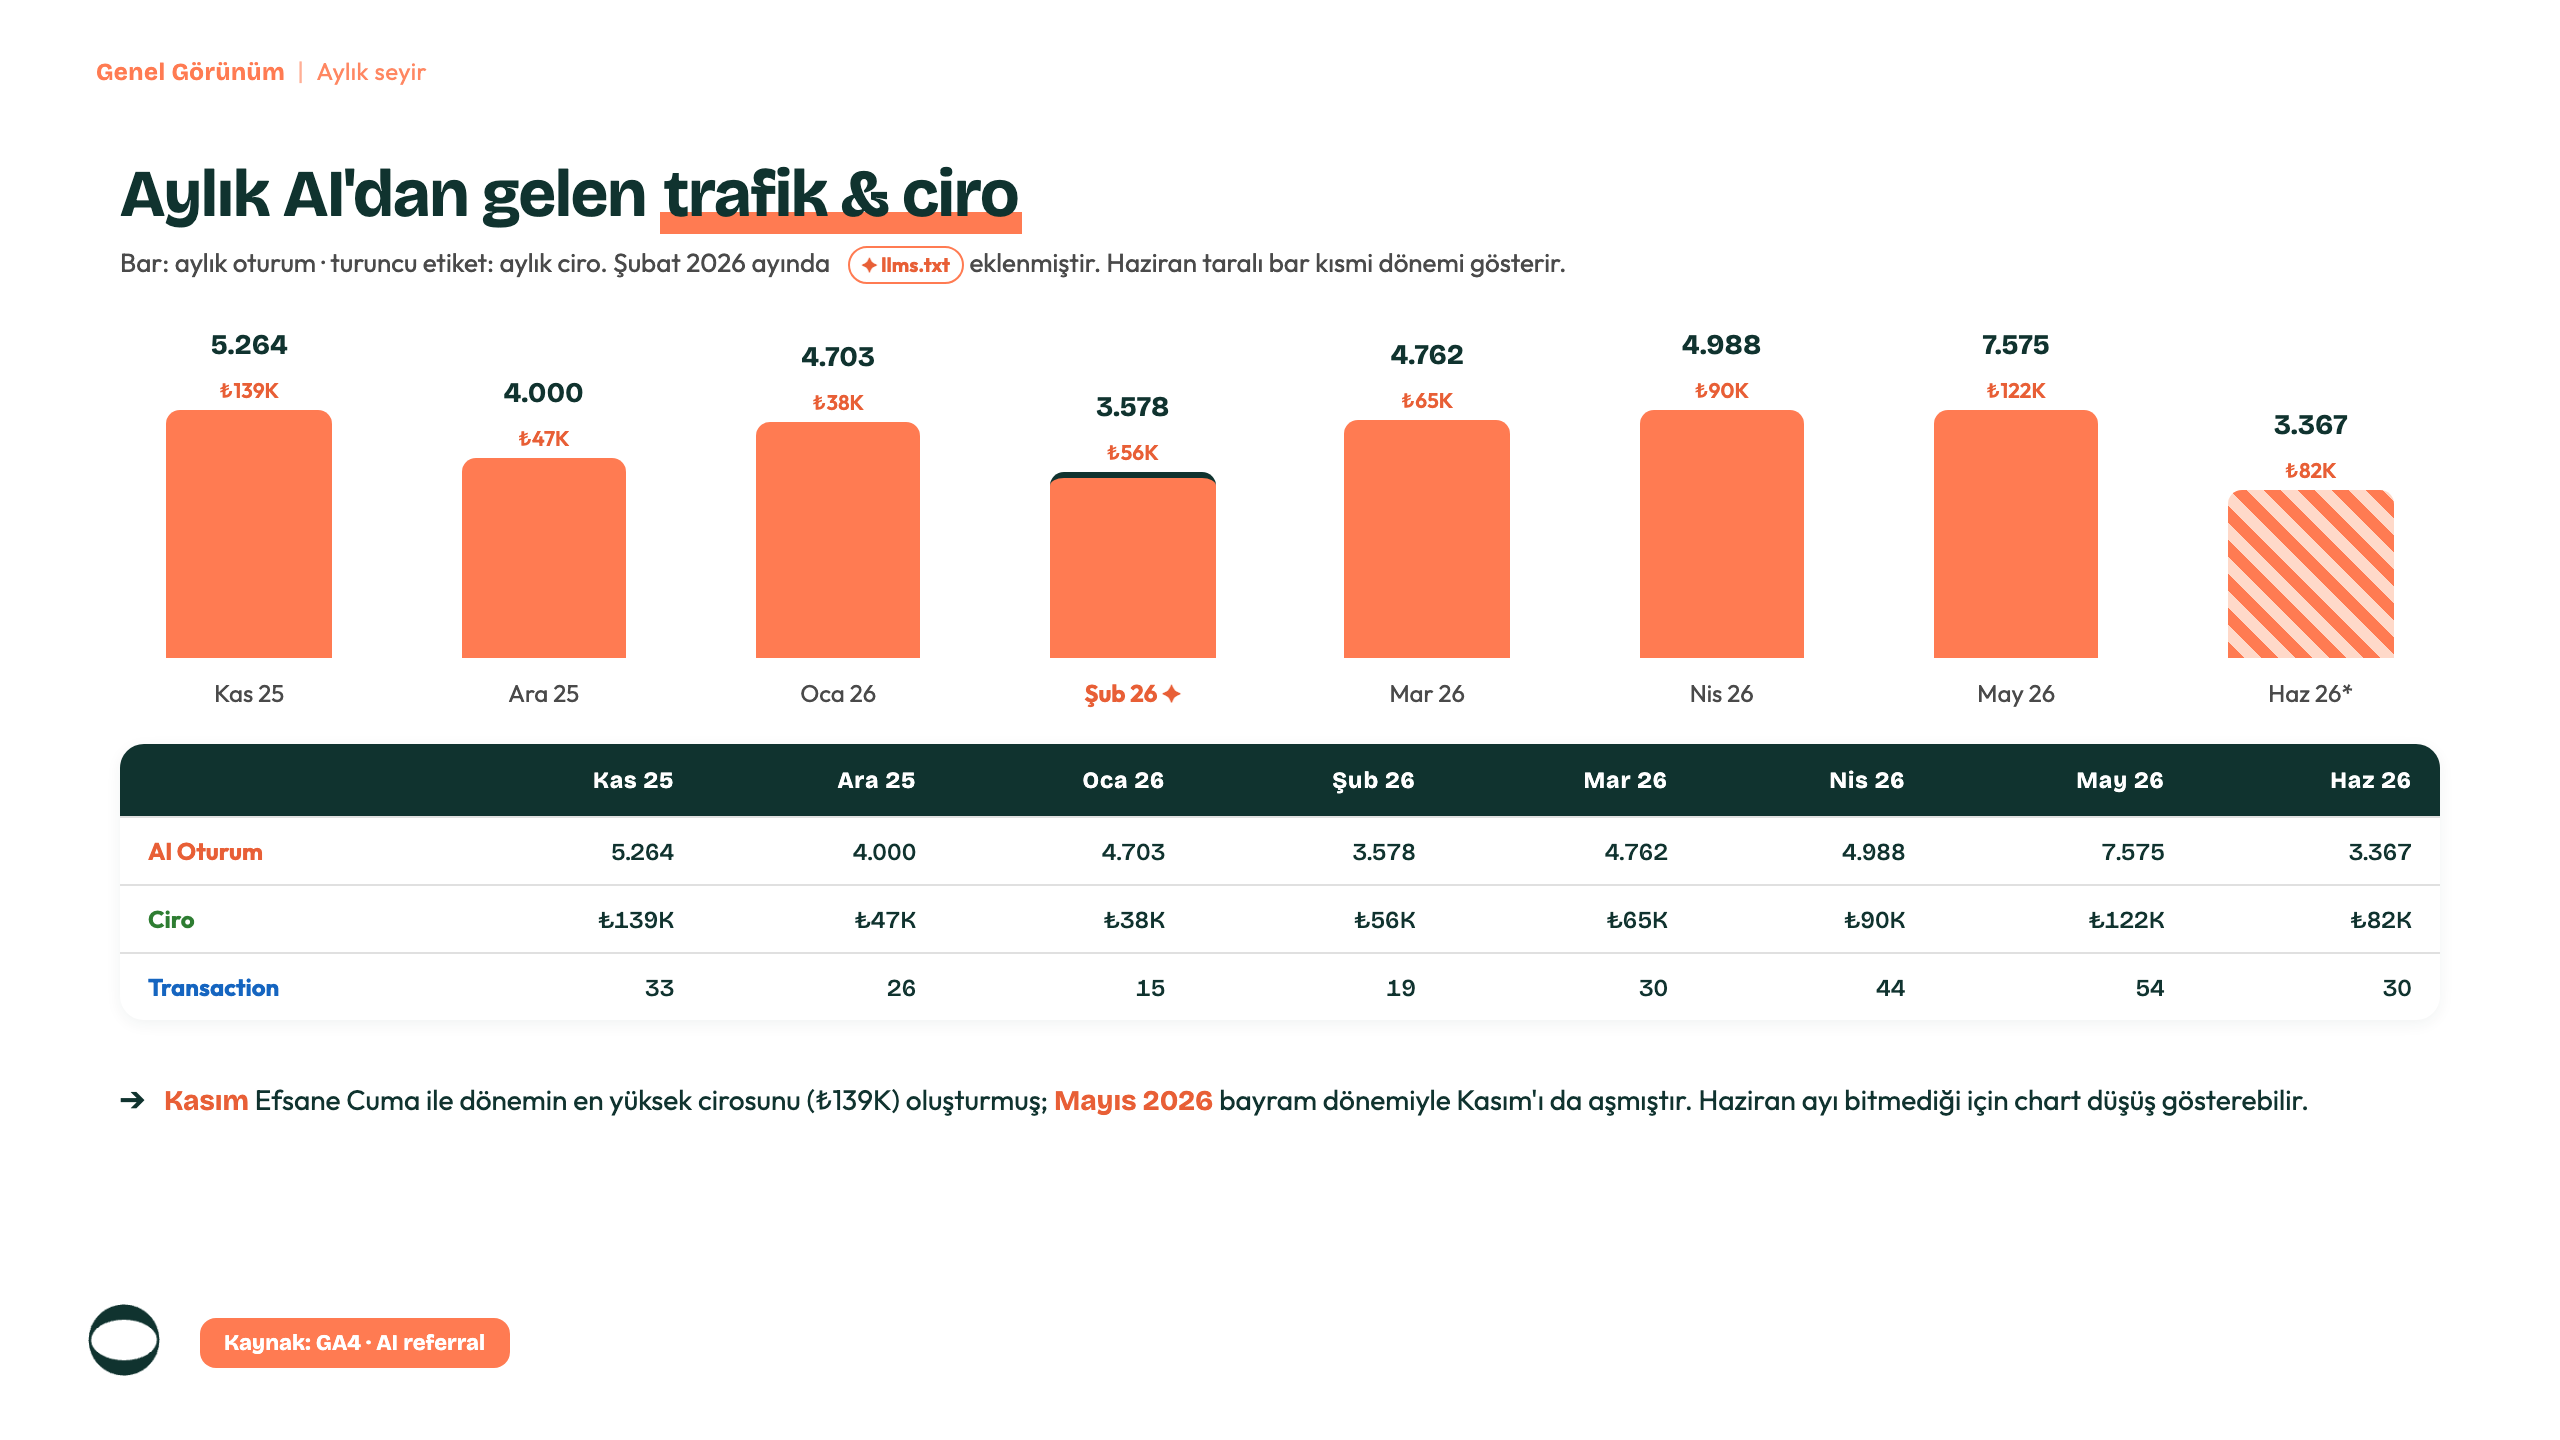 Genel Görünüm | Aylık seyir
Aylık AI'dan gelen trafik & ciro
Bar: aylık oturum · turuncu etiket: aylık ciro. Şubat 2026 ayında ✦ llms.txt eklenmiştir. Haziran taralı bar kısmi dönemi gösterir.
5.264 4.000 4.703 3.578 4.762 4.988 7.575 3.367
₺139K ₺47K ₺38K ₺56K ₺65K ₺90K ₺122K ₺82K
Kas 25 Ara 25 Oca 26 Şub 26 ✦ Mar 26 Nis 26 May 26 Haz 26*
Kas 25 Ara 25 Oca 26 Şub 26 Mar 26 Nis 26 May 26 Haz 26
AI Oturum 5.264 4.000 4.703 3.578 4.762 4.988 7.575 3.367
Ciro ₺139K ₺47K ₺38K ₺56K ₺65K ₺90K ₺122K ₺82K
Transaction 33 26 15 19 30 44 54 30
→ Kasım Efsane Cuma ile dönemin en yüksek cirosunu (₺139K) oluşturmuş; Mayıs 2026 bayram dönemiyle Kasım'ı da aşmıştır. Haziran ayı bitmediği için chart düşüş gösterebilir.
Kaynak: GA4 · AI referral